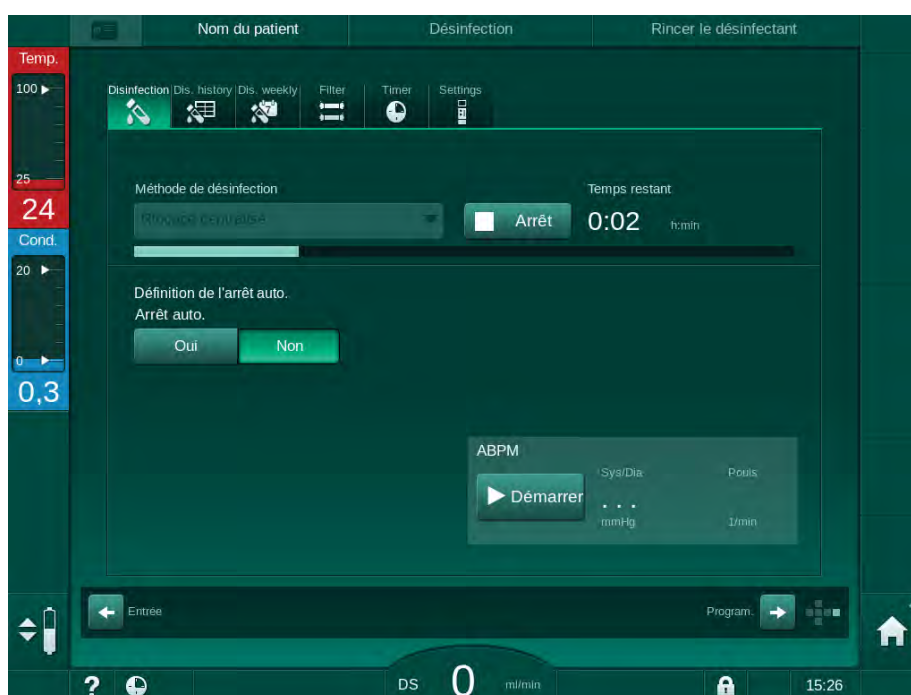 Nom du patient Désinfection Rincer le désinfectant
Temp.
100
25
24
Cond.
20
0
0,3
Disinfection Dis. history Dis. weekly Filter Timer Settings
7
Méthode de désinfection Temps restant
Rinçage centralisé Arrêt 0:02 h:min
Définition de l'arrêt auto.
Arrêt auto.
Oui Non
ABPM
Sys/Dia Pouls
Démarrer . . .
mmHg 1/min
Entrée Program.
? DS 0 ml/min 15:26